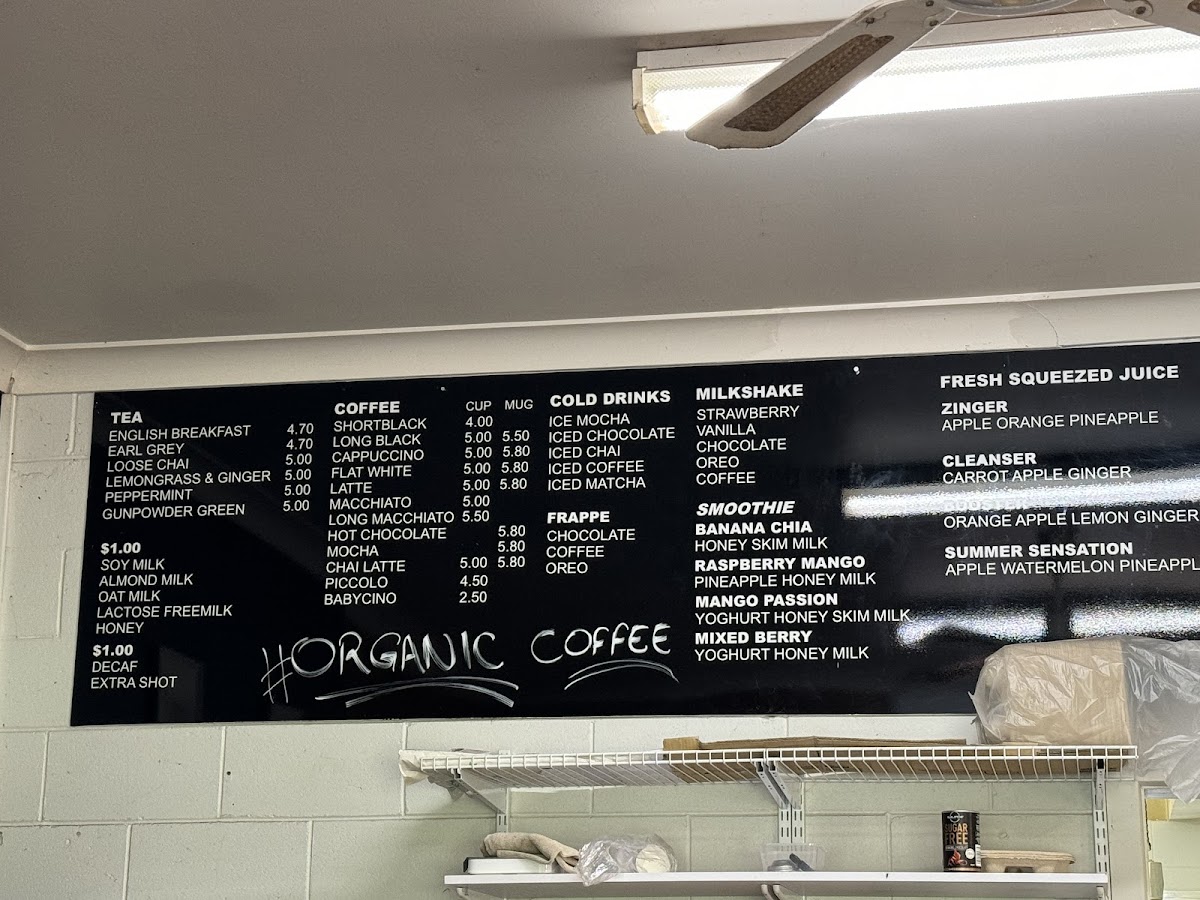 TEA
ENGLISH BREAKFAST 4.70
EARL GREY 4.70
LOOSE CHAI 5.00
LEMONGRASS & GINGER 5.00
PEPPERMINT 5.00
GUNPOWDER GREEN 5.00
$1.00
SOY MILK
ALMOND MILK
OAT MILK
LACTOSE FREEMILK
HONEY
$1.00
DECAF
EXTRA SHOT
COFFEE CUP MUG
SHORTBLACK 4.00
LONG BLACK 5.00 5.50
CAPPUCCINO 5.00 5.80
FLAT WHITE 5.00 5.80
LATTE 5.00 5.80
MACCHIATO 5.00
LONG MACCHIATO 5.50
HOT CHOCOLATE 5.80
MOCHA 5.80
CHAI LATTE 5.00 5.80
PICCOLO 4.50
BABYCINO 2.50
#ORGANIC COFFEE
COLD DRINKS
ICE MOCHA
ICED CHOCOLATE
ICED CHAI
ICED COFFEE
ICED MATCHA
FRAPPE
CHOCOLATE
COFFEE
OREO
MILKSHAKE
STRAWBERRY
VANILLA
CHOCOLATE
OREO
COFFEE
SMOOTHIE
BANANA CHIA
HONEY SKIM MILK
RASPBERRY MANGO
PINEAPPLE HONEY MILK
MANGO PASSION
YOGHURT HONEY SKIM MILK
MIXED BERRY
YOGHURT HONEY MILK
FRESH SQUEEZED JUICE
ZINGER
APPLE ORANGE PINEAPPLE
CLEANSER
CARROT APPLE GINGER
ORANGE APPLE LEMON GINGER
SUMMER SENSATION
APPLE WATERMELON PINEAPPL
SUGAR
FREE